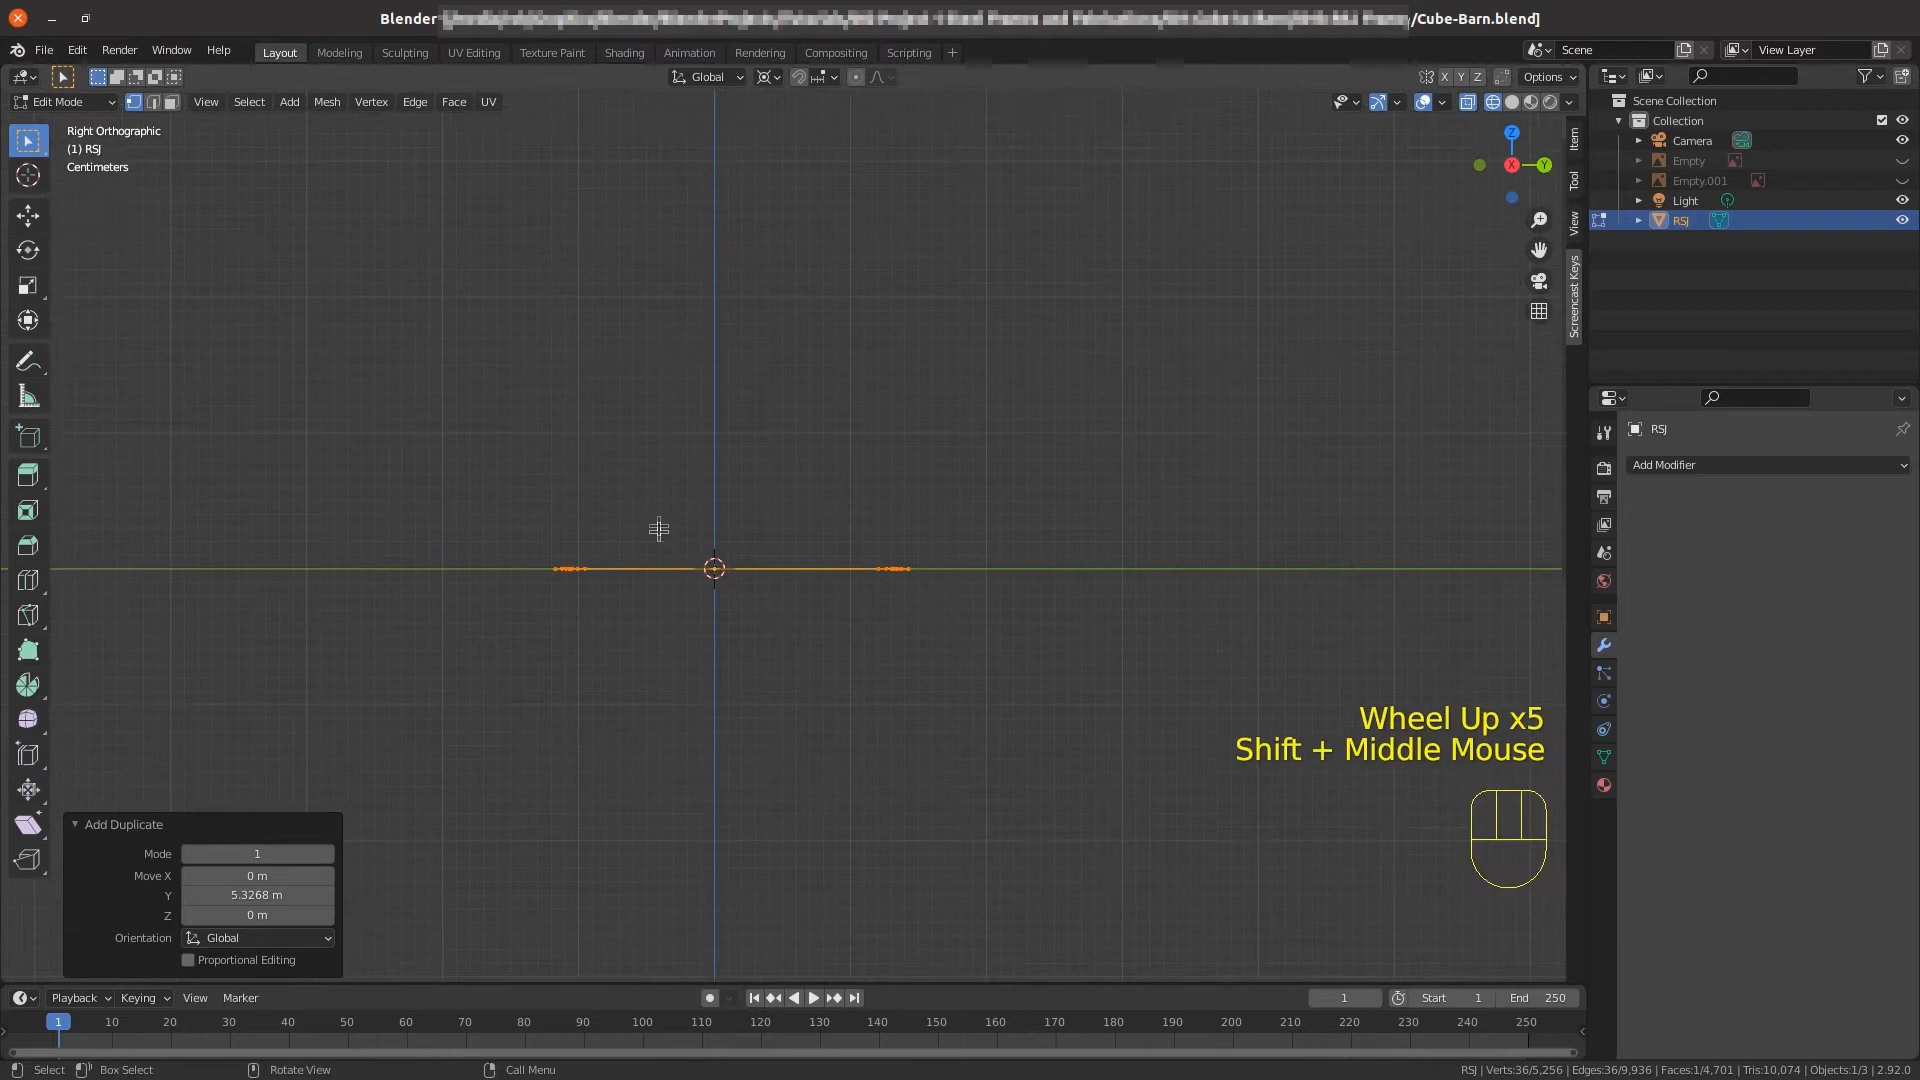 Blender
/Cube-Barn.blend]
File Edit Render Window Help
Layout Modeling Sculpting UV Editing Texture Paint Shading Animation Rendering Compositing Scripting +
Scene
View Layer
Global
X Y Z
Options
Edit Mode
View Select Add Mesh Vertex Edge Face UV
Right Orthographic
(1) RSJ
Centimeters
Z
X
Y
Item
Tool
View
Screencast Keys
Scene Collection
Collection
Camera
Empty
Empty.001
Light
RSJ
RSJ
Add Modifier
Wheel Up x5
Shift + Middle Mouse
Add Duplicate
Mode 1
Move X 0 m
Y 5.3268 m
Z 0 m
Orientation Global
Proportional Editing
Playback Keying View Marker
1
Start 1
End 250
1 10 20 30 40 50 60 70 80 90 100 110 120 130 140 150 160 170 180 190 200 210 220 230 240 250
Select Box Select Rotate View Call Menu
RSJ | Verts:36/5,256 | Edges:36/9,936 | Faces:1/4,701 | Tris:10,074 | Objects:1/3 | 2.92.0